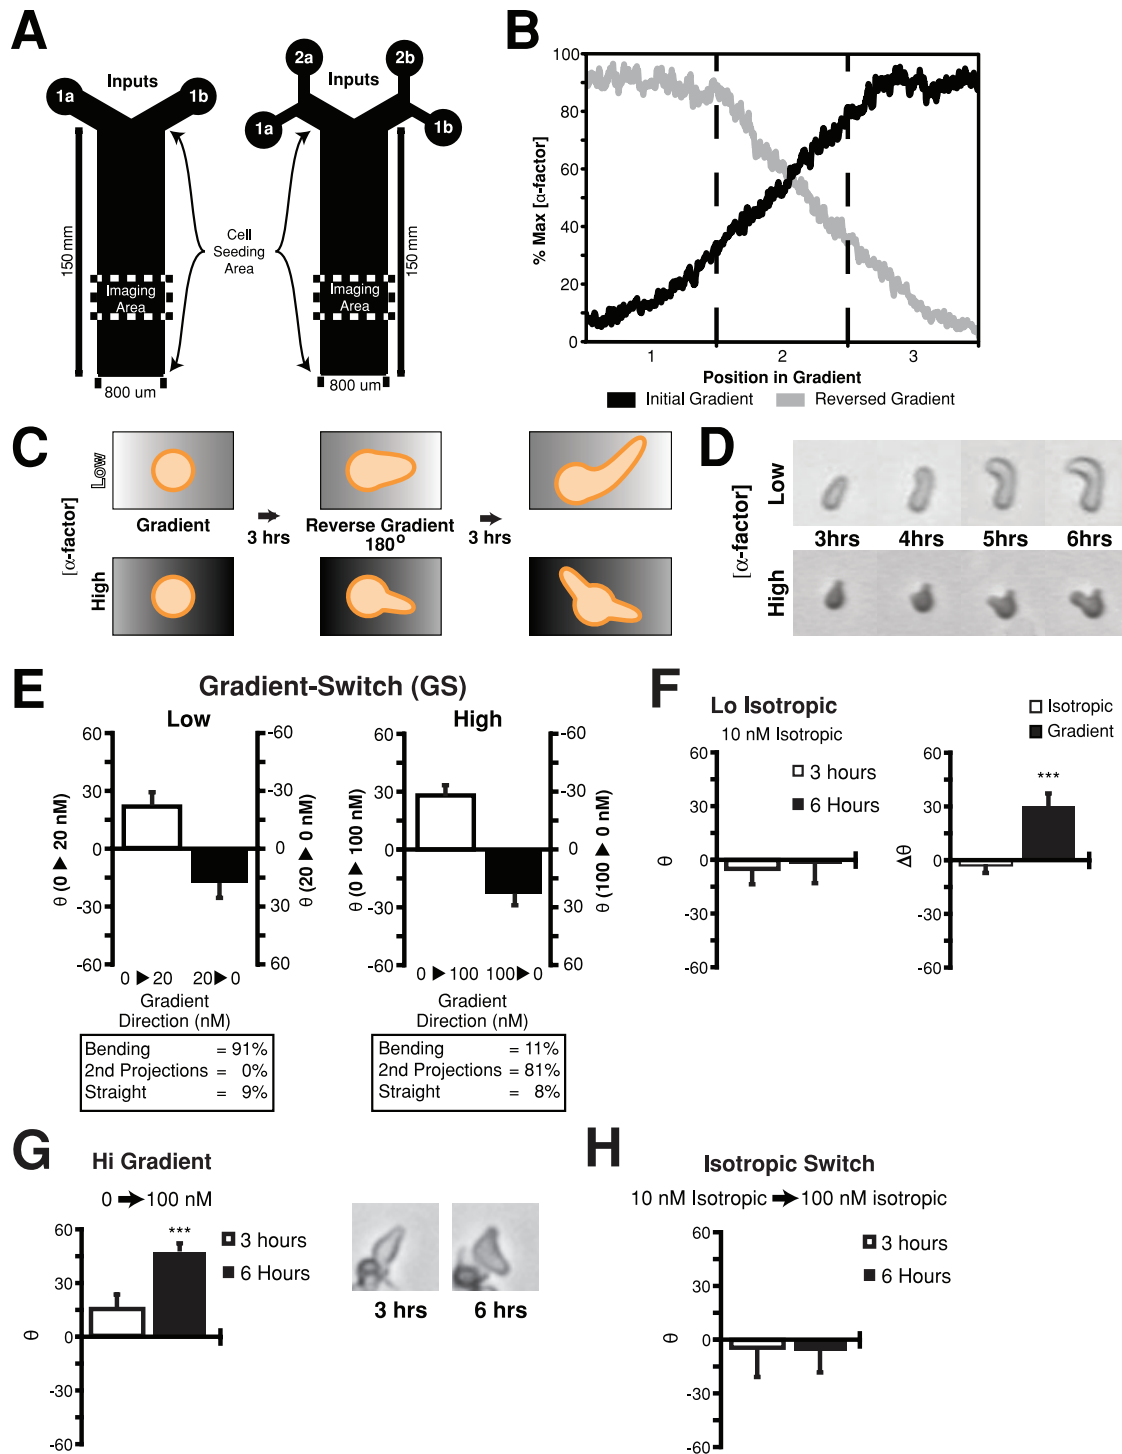 A
Inputs
1a
1b
2a
2b
Inputs
1a
1b
150 mm
Cell
Seeding
Area
150 mm
Imaging
Area
Imaging
Area
800 um
800 um
B
% Max [α-factor]
100
80
60
40
20
0
1
2
3
Position in Gradient
Initial Gradient
Reversed Gradient
C
[α-factor]
Low
High
Gradient
3 hrs
Reverse Gradient
180°
3 hrs
D
[α-factor]
Low
High
3hrs
4hrs
5hrs
6hrs
E
Gradient-Switch (GS)
Low
θ (0 ▶ 20 nM)
60
30
0
-30
-60
-60
-30
0
30
60
θ (20 ▶ 0 nM)
0 ▶ 20
20 ▶ 0
Gradient
Direction (nM)
Bending = 91%
2nd Projections = 0%
Straight = 9%
High
θ (0 ▶ 100 nM)
60
30
0
-30
-60
-60
-30
0
30
60
θ (100 ▶ 0 nM)
0 ▶ 100
100 ▶ 0
Gradient
Direction (nM)
Bending = 11%
2nd Projections = 81%
Straight = 8%
F
Lo Isotropic
10 nM Isotropic
3 hours
6 Hours
θ
60
30
0
-30
-60
Isotropic
Gradient
***
Δθ
60
30
0
-30
-60
G
Hi Gradient
0 ➔ 100 nM
***
3 hours
6 Hours
θ
60
30
0
-30
-60
3 hrs
6 hrs
H
Isotropic Switch
10 nM Isotropic ➔ 100 nM isotropic
3 hours
6 Hours
θ
60
30
0
-30
-60